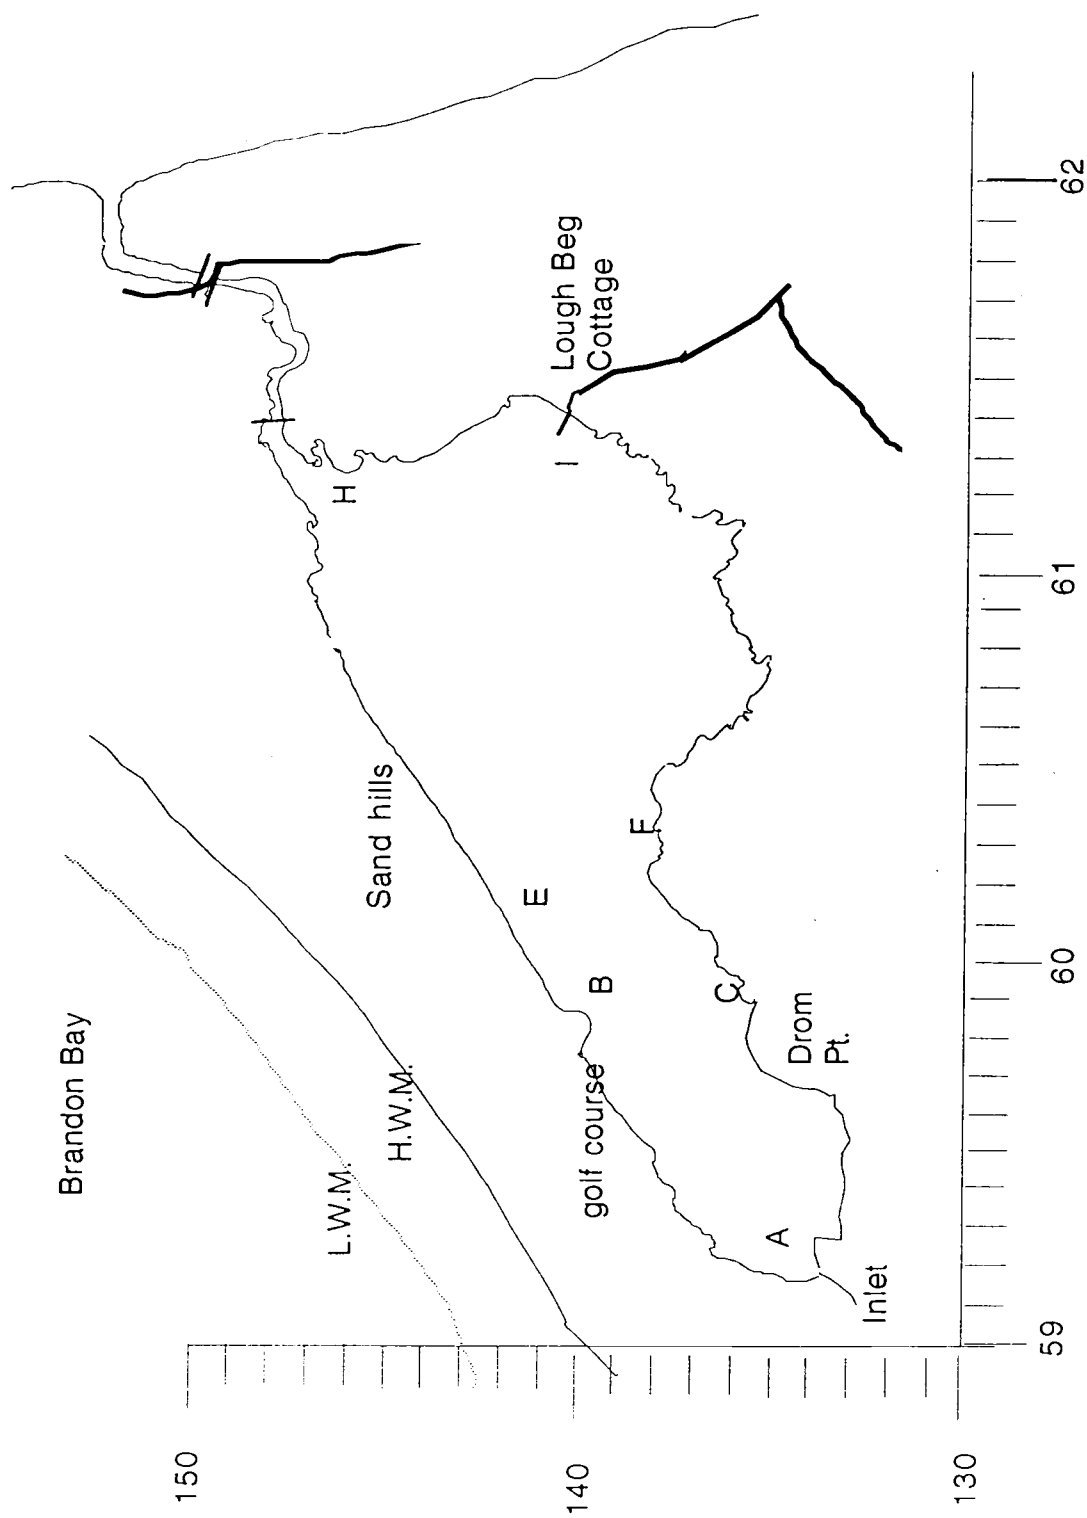 Brandon Bay
L.W.M.
H.W.M.
Sand hills
golf course
Lough Beg
Cottage
Drom
Pt.
Inlet
A
B
C
E
F
H
I
150
140
130
59
60
61
62